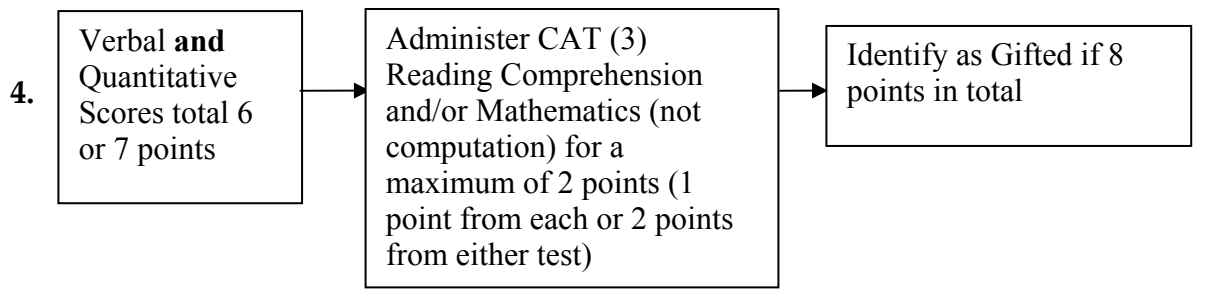 4.
Verbal and
Quantitative
Scores total 6
or 7 points
Administer CAT (3)
Reading Comprehension
and/or Mathematics (not
computation) for a
maximum of 2 points (1
point from each or 2 points
from either test)
Identify as Gifted if 8
points in total